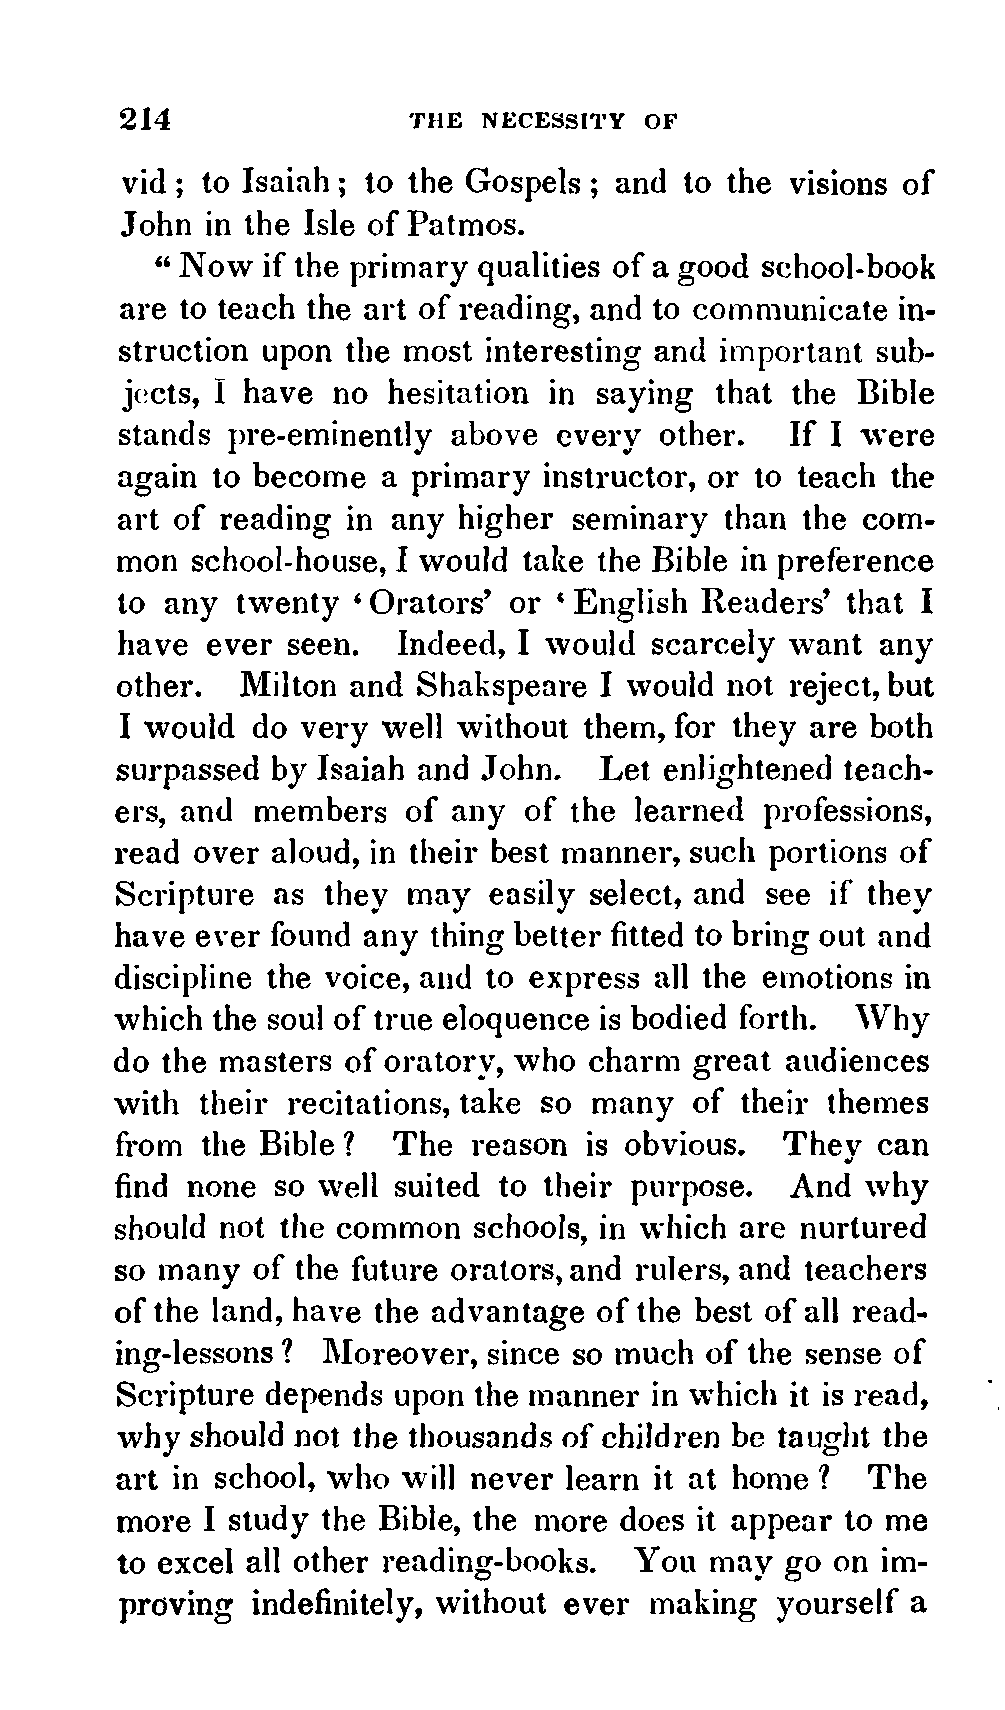 214 THE NECESSITY OF
vid; to Isaiah; to the Gospels; and to the visions of
John in the Isle of Patmos.
“ Now if the primary qualities of a good school-book
are to teach the art of reading, and to communicate in-
struction upon the most interesting and important sub-
jects, I have no hesitation in saying that the Bible
stands pre-eminently above every other. If I were
again to become a primary instructor, or to teach the
art of reading in any higher seminary than the com-
mon school-house, I would take the Bible in preference
to any twenty ‘Orators’ or ‘English Readers’ that I
have ever seen. Indeed, I would scarcely want any
other. Milton and Shakspeare I would not reject, but
I would do very well without them, for they are both
surpassed by Isaiah and John. Let enlightened teach-
ers, and members of any of the learned professions,
read over aloud, in their best manner, such portions of
Scripture as they may easily select, and see if they
have ever found any thing better fitted to bring out and
discipline the voice, and to express all the emotions in
which the soul of true eloquence is bodied forth. Why
do the masters of oratory, who charm great audiences
with their recitations, take so many of their themes
from the Bible? The reason is obvious. They can
find none so well suited to their purpose. And why
should not the common schools, in which are nurtured
so many of the future orators, and rulers, and teachers
of the land, have the advantage of the best of all read-
ing-lessons? Moreover, since so much of the sense of
Scripture depends upon the manner in which it is read,
why should not the thousands of children be taught the
art in school, who will never learn it at home? The
more I study the Bible, the more does it appear to me
to excel all other reading-books. You may go on im-
proving indefinitely, without ever making yourself a